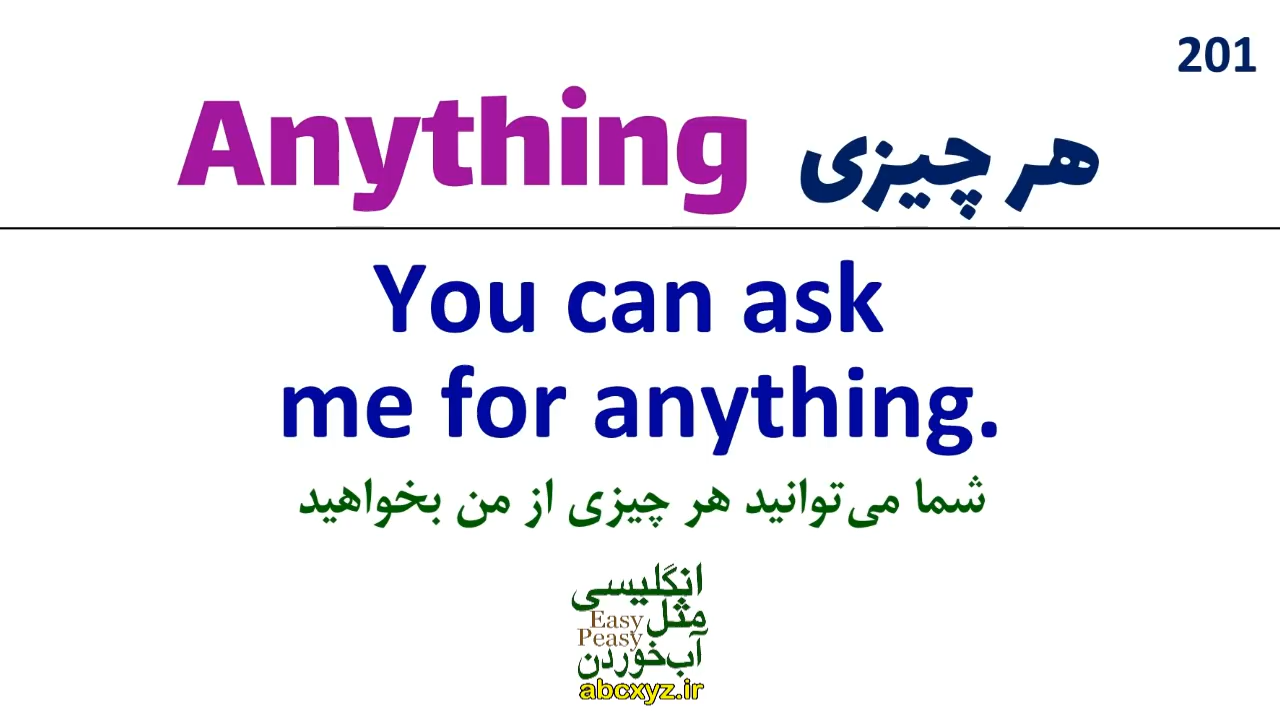 201
Anything هر چیزی
You can ask
me for anything.
شما می‌توانید هر چیزی از من بخواهید
انگلیسی
مثل Easy
Peasy
آب‌خوردن
abcxyz.ir